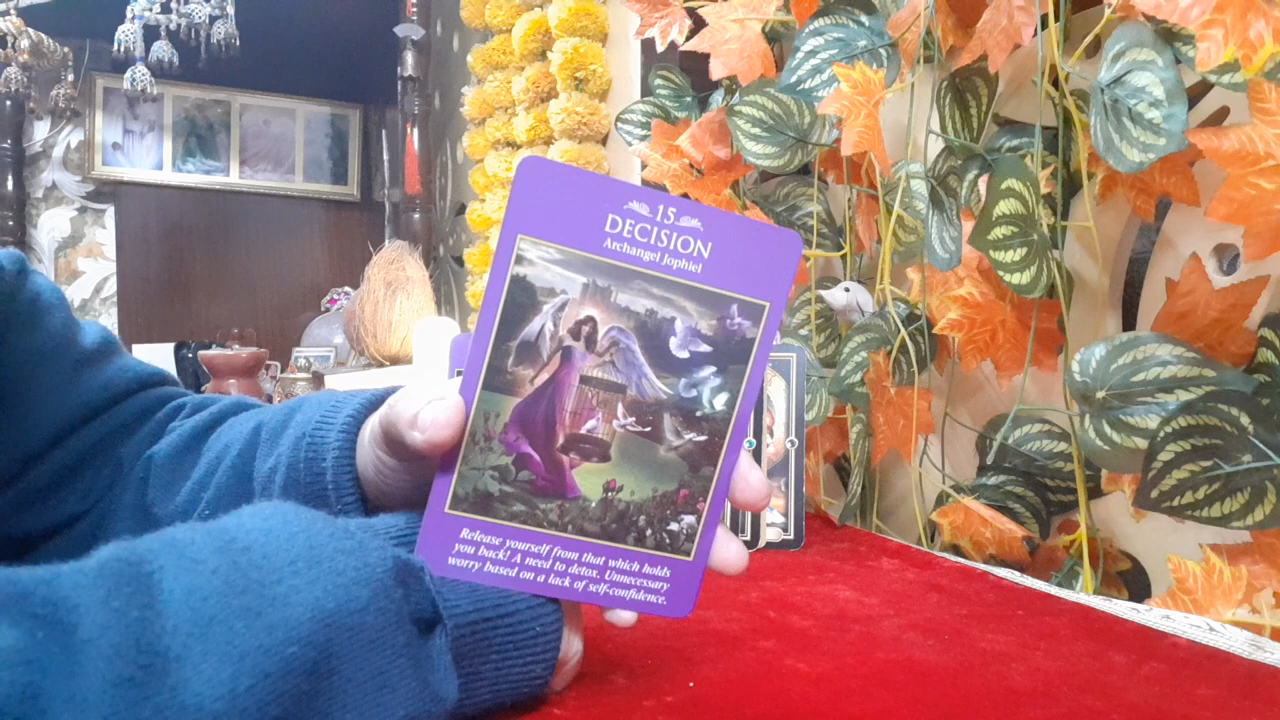 15
DECISION
Archangel Jophiel
Release yourself from that which holds
you back! A need to detox. Unnecessary
worry based on a lack of self-confidence.